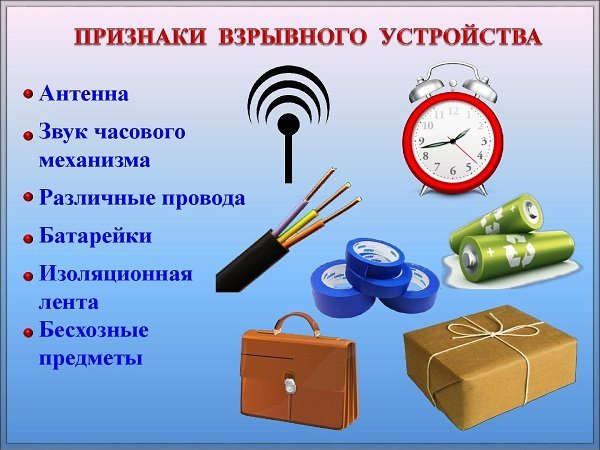 ПРИЗНАКИ ВЗРЫВНОГО УСТРОЙСТВА
Антенна
Звук часового
механизма
Различные провода
Батарейки
Изоляционная
лента
Бесхозные
предметы